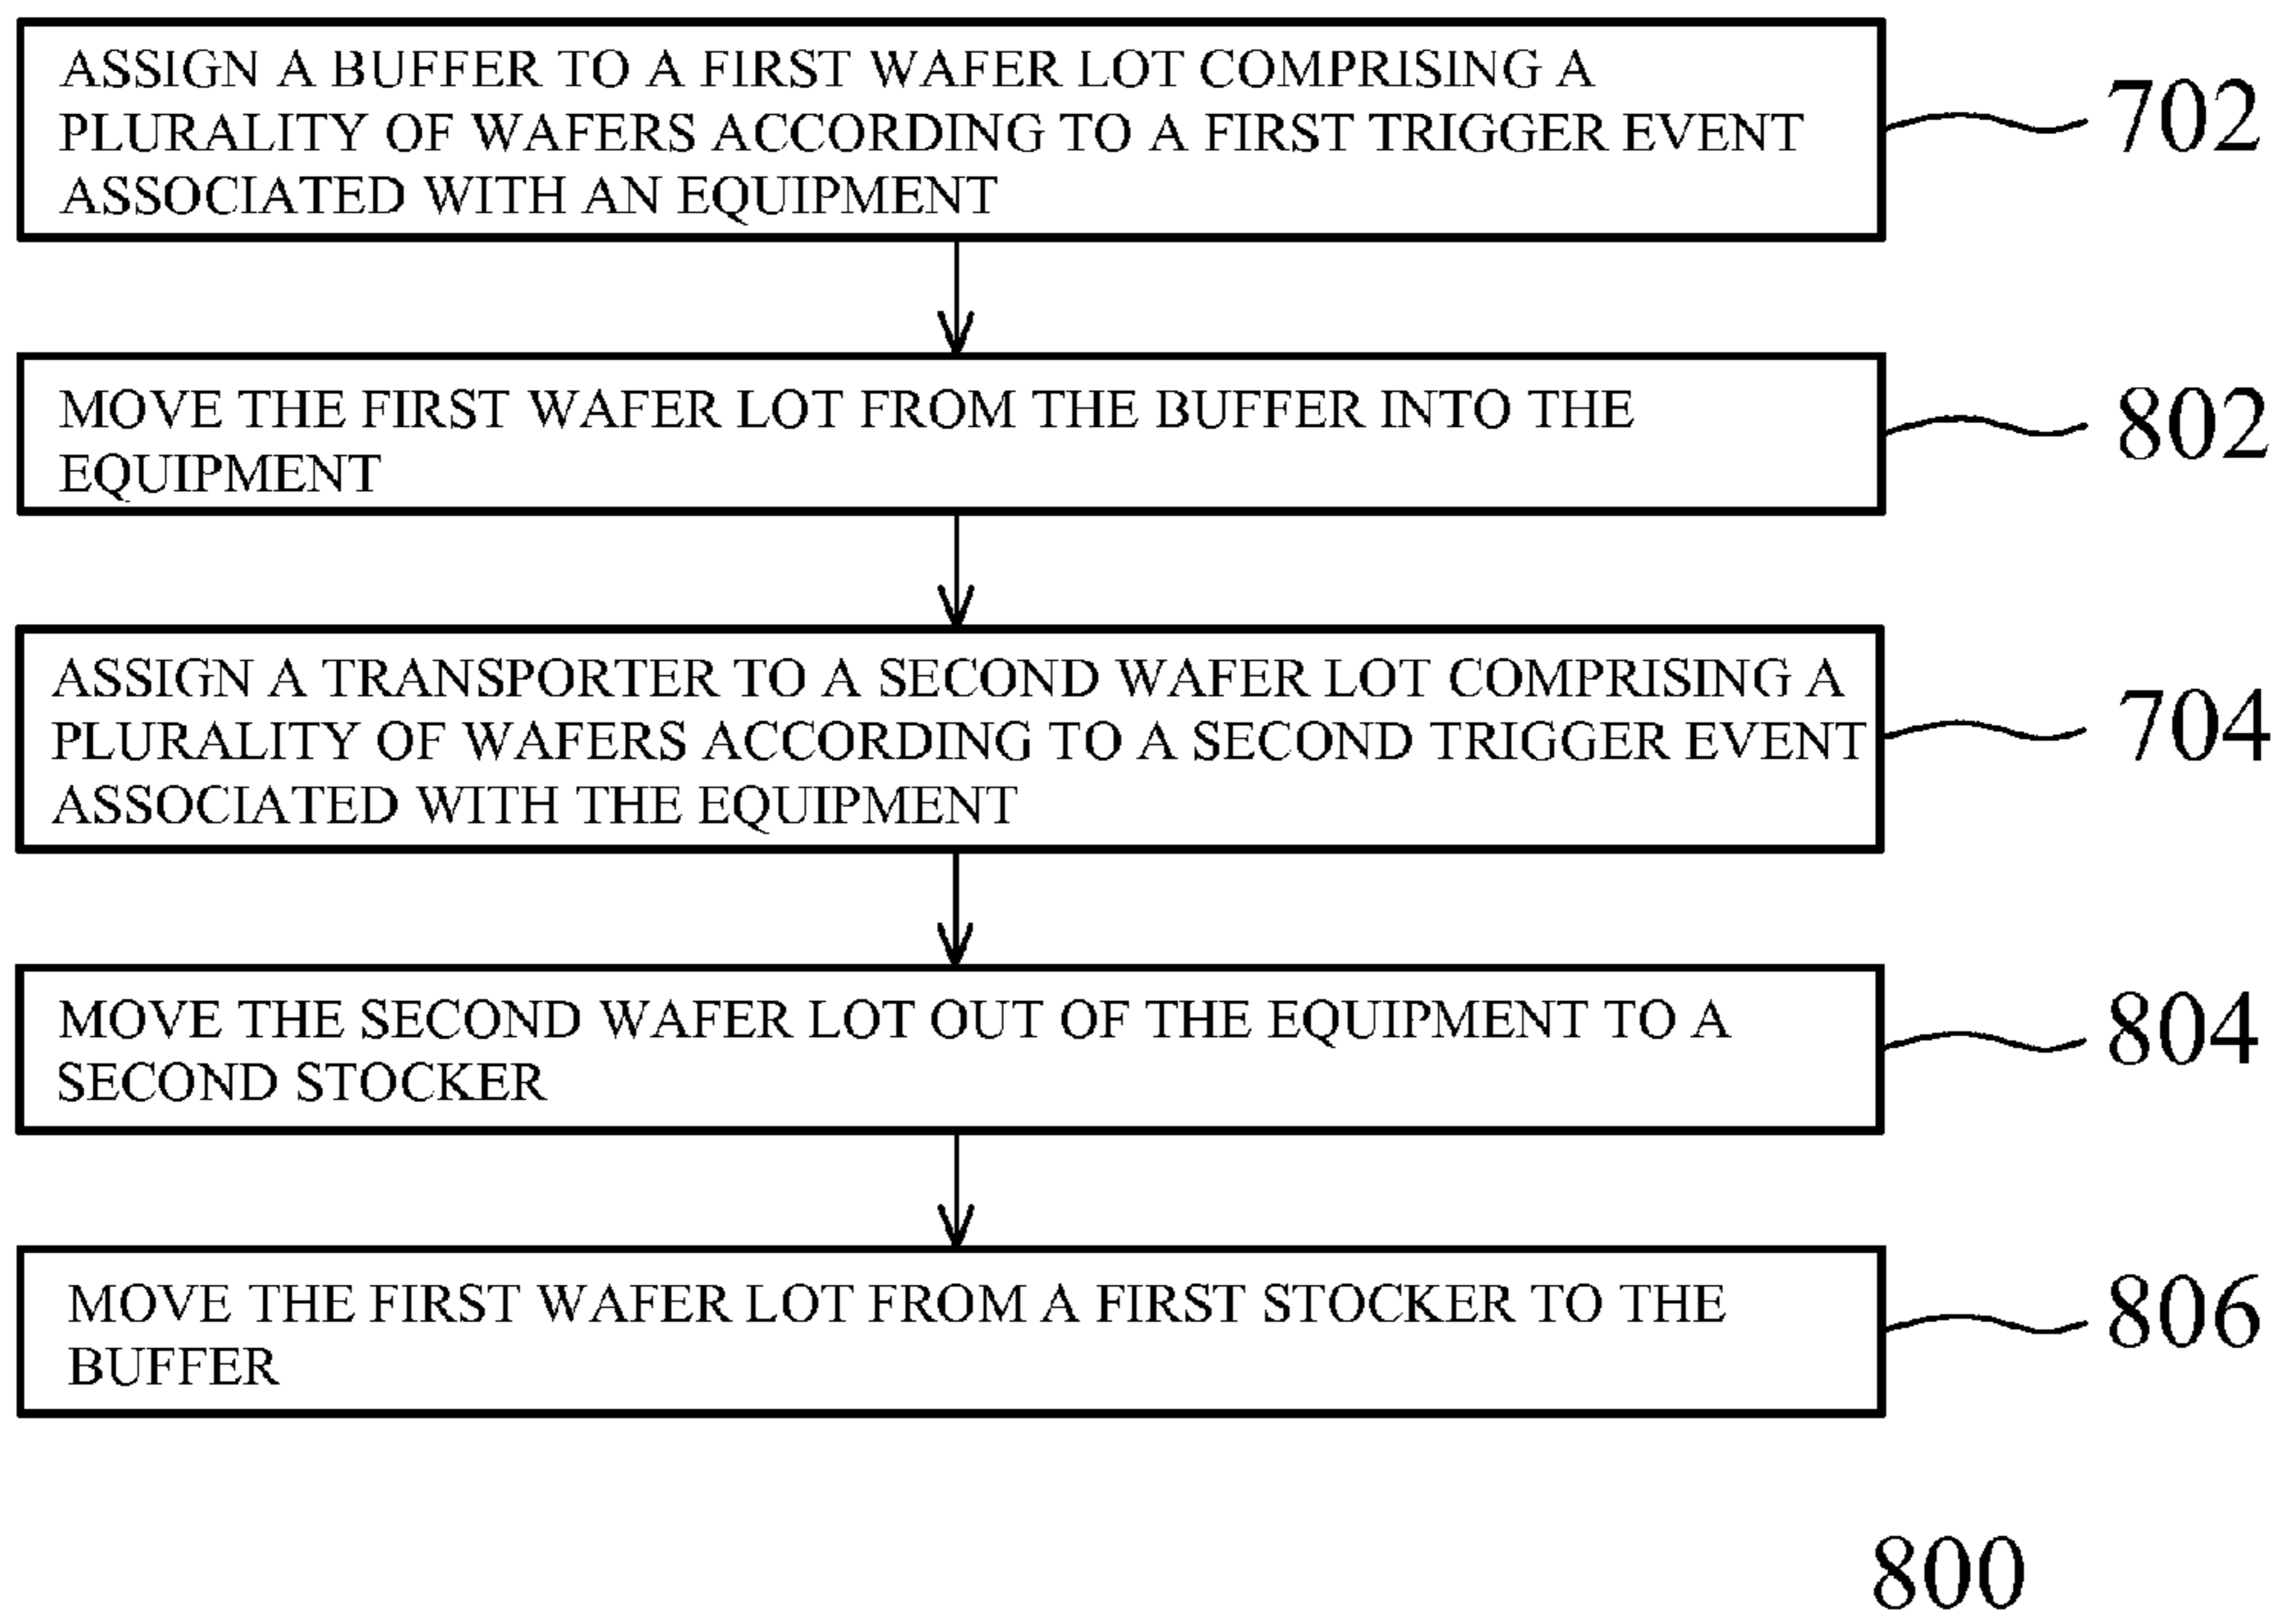 ASSIGN A BUFFER TO A FIRST WAFER LOT COMPRISING A
PLURALITY OF WAFERS ACCORDING TO A FIRST TRIGGER EVENT
ASSOCIATED WITH AN EQUIPMENT
702
MOVE THE FIRST WAFER LOT FROM THE BUFFER INTO THE
EQUIPMENT
802
ASSIGN A TRANSPORTER TO A SECOND WAFER LOT COMPRISING A
PLURALITY OF WAFERS ACCORDING TO A SECOND TRIGGER EVENT
ASSOCIATED WITH THE EQUIPMENT
704
MOVE THE SECOND WAFER LOT OUT OF THE EQUIPMENT TO A
SECOND STOCKER
804
MOVE THE FIRST WAFER LOT FROM A FIRST STOCKER TO THE
BUFFER
806
800